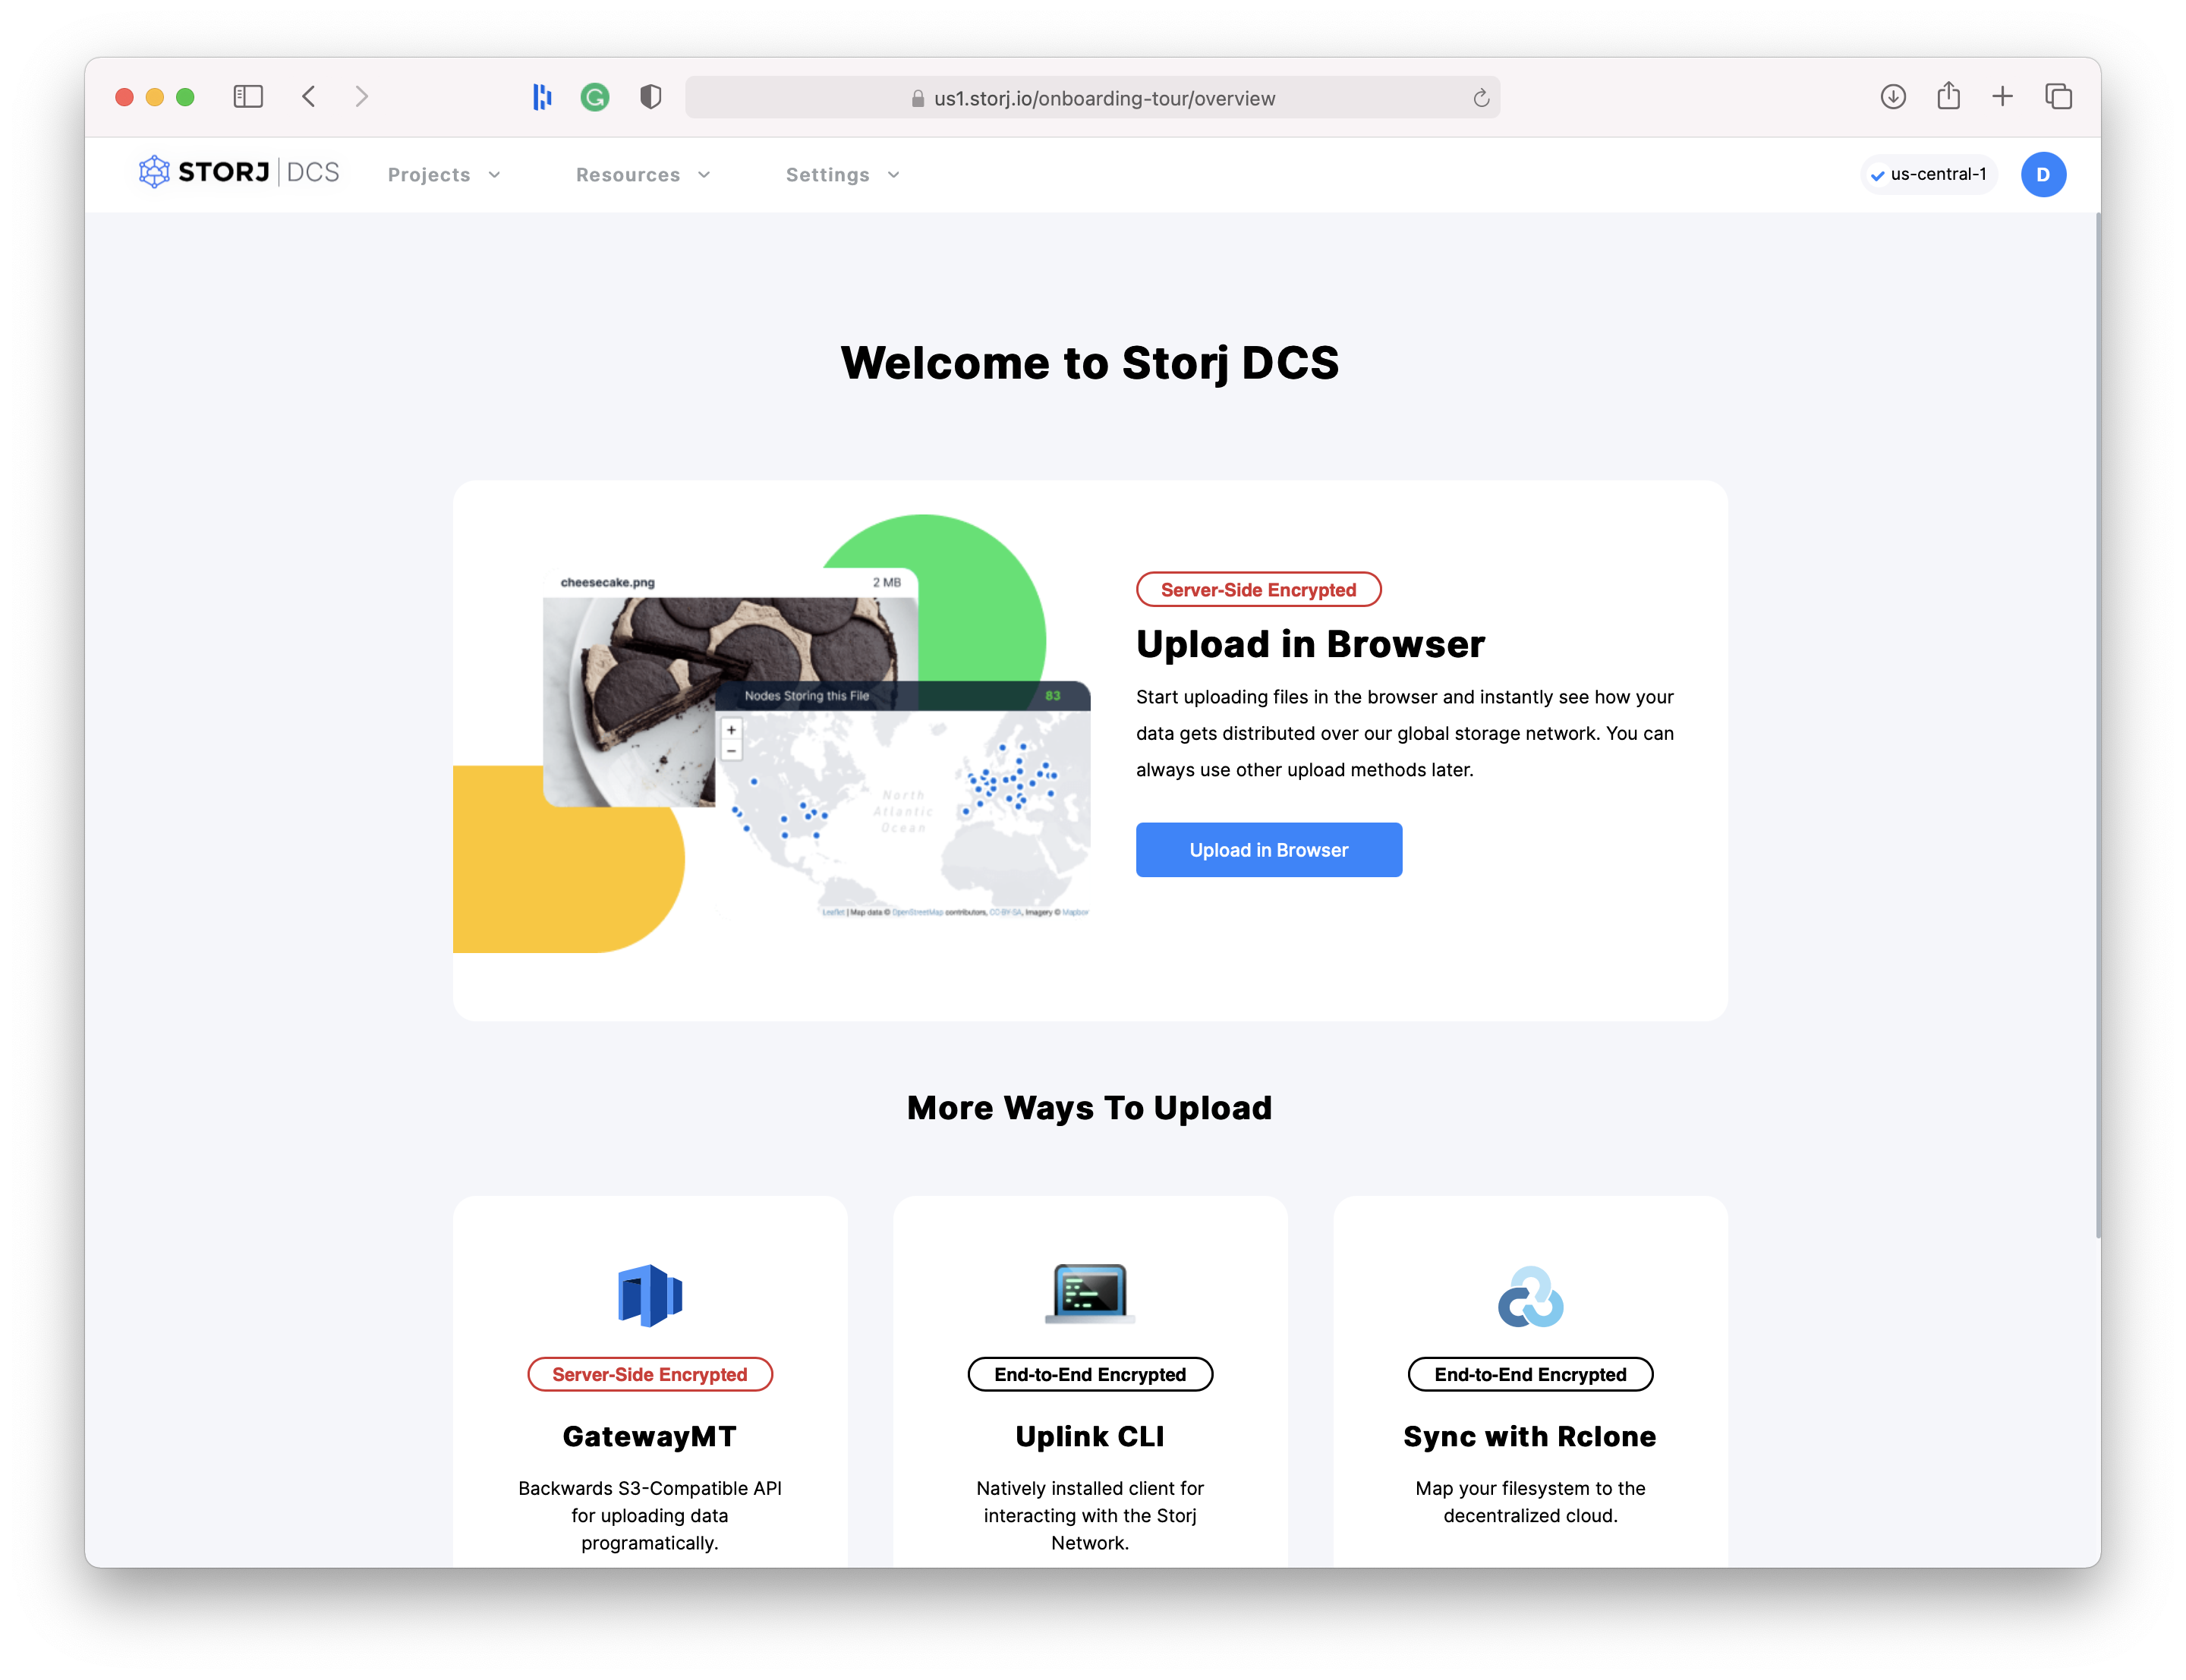 us1.storj.io/onboarding-tour/overview
STORJ | DCS
Projects
Resources
Settings
us-central-1
D
Welcome to Storj DCS
cheesecake.png
2 MB
Nodes Storing this File
83
+
−
North
Atlantic
Ocean
Leaflet | Map data © OpenStreetMap contributors, CC-BY-SA, Imagery © Mapbox
Server-Side Encrypted
Upload in Browser
Start uploading files in the browser and instantly see how your
data gets distributed over our global storage network. You can
always use other upload methods later.
Upload in Browser
More Ways To Upload
Server-Side Encrypted
GatewayMT
Backwards S3-Compatible API
for uploading data
programatically.
End-to-End Encrypted
Uplink CLI
Natively installed client for
interacting with the Storj
Network.
End-to-End Encrypted
Sync with Rclone
Map your filesystem to the
decentralized cloud.